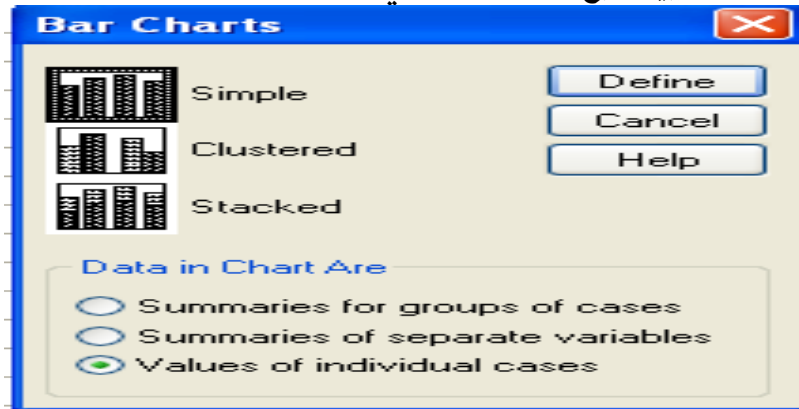 Bar Charts
Simple
Define
Cancel
Clustered
Help
Stacked
Data in Chart Are
Summaries for groups of cases
Summaries of separate variables
Values of individual cases